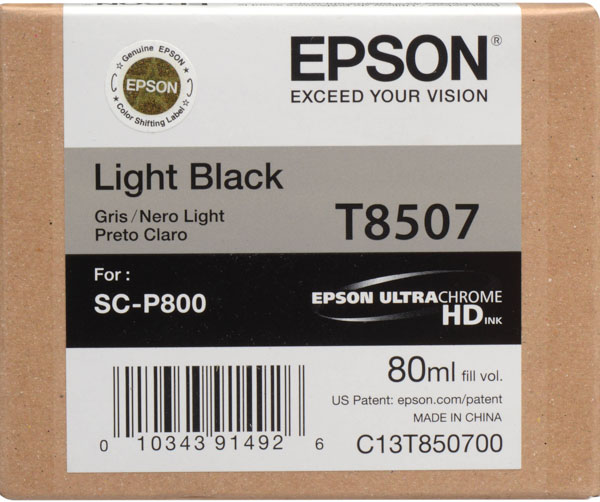 ★ Genuine EPSON ★
EPSON
Color Shifting Label
EPSON®
EXCEED YOUR VISION
Light Black
Gris / Nero Light
Preto Claro
T8507
For :
SC-P800
EPSON ULTRACHROME
HD INK
80ml fill vol.
US Patent: epson.com/patent
MADE IN CHINA
0 10343 91492 6
C13T850700